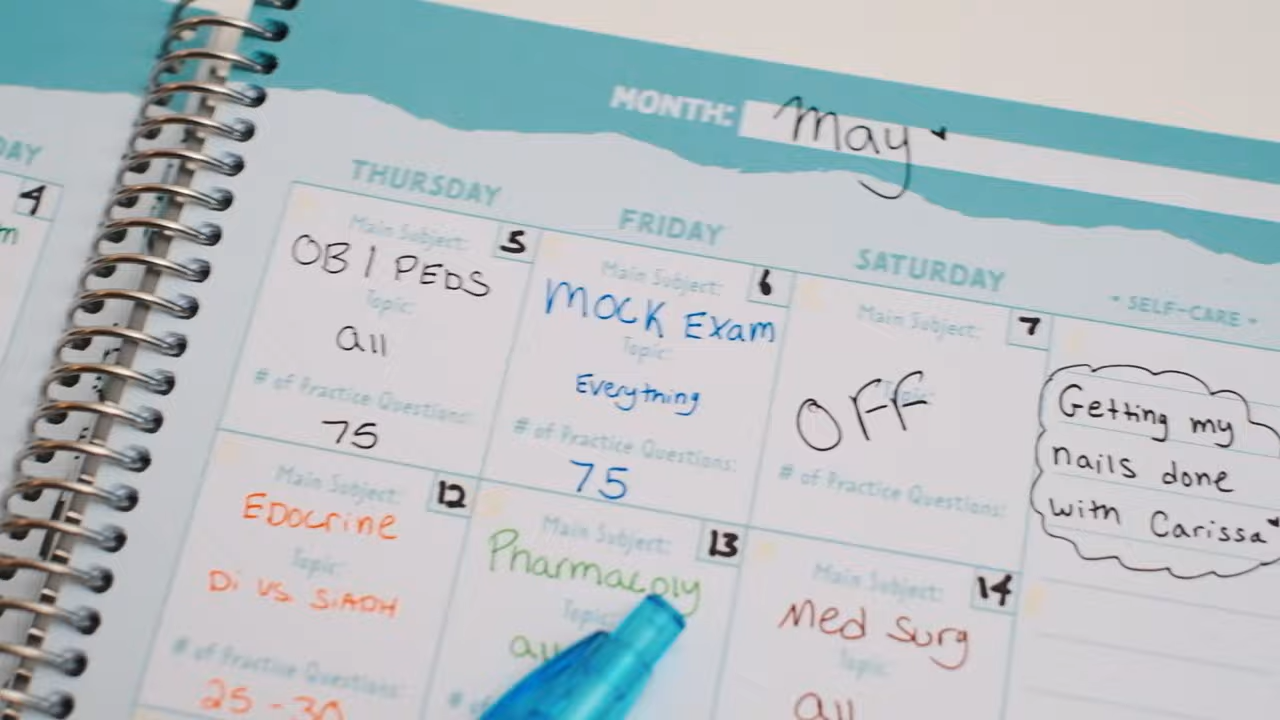 MONTH: May
DAY
THURSDAY
FRIDAY
SATURDAY
• SELF-CARE •
4
m
5
Main Subject:
OB / PEDS
Topic:
all
# of Practice Questions:
75
6
Main Subject:
MOCK Exam
Topic:
Everything
# of Practice Questions:
75
7
Main Subject:
Topic:
OFF
# of Practice Questions:
Getting my
nails done
with Carissa
12
Main Subject:
Edocrine
Topic:
Di vs. SiADH
# of Practice Questions:
25 - 30
13
Main Subject:
Pharmacoly
Topic:
all
# of
14
Main Subject:
Med Surg
Topic:
all